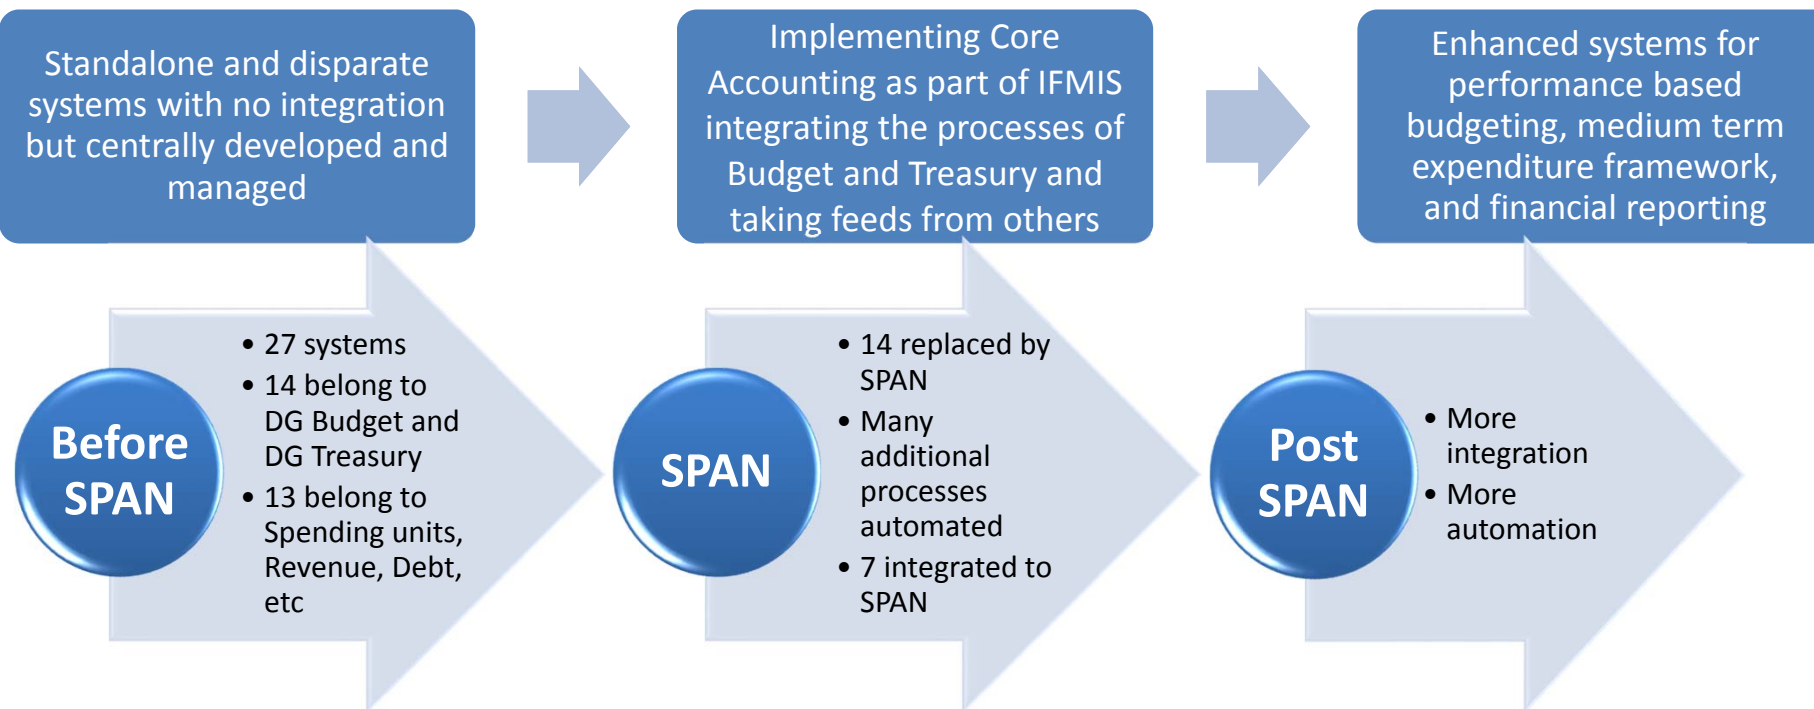 Standalone and disparate
systems with no integration
but centrally developed and
managed
Implementing Core
Accounting as part of IFMIS
integrating the processes of
Budget and Treasury and
taking feeds from others
Enhanced systems for
performance based
budgeting, medium term
expenditure framework,
and financial reporting
Before
SPAN
• 27 systems
• 14 belong to
DG Budget and
DG Treasury
• 13 belong to
Spending units,
Revenue, Debt,
etc
SPAN
• 14 replaced by
SPAN
• Many
additional
processes
automated
• 7 integrated to
SPAN
Post
SPAN
• More
integration
• More
automation